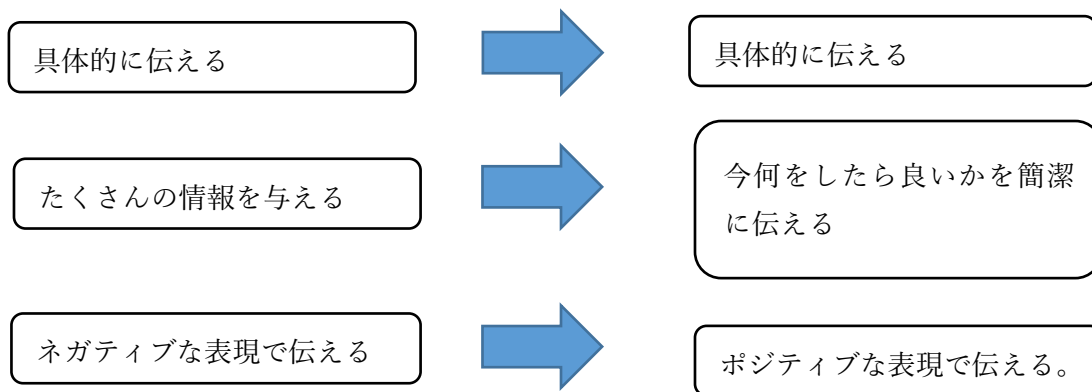 具体的に伝える
具体的に伝える
たくさんの情報を与える
今何をしたら良いかを簡潔
に伝える
ネガティブな表現で伝える
ポジティブな表現で伝える。